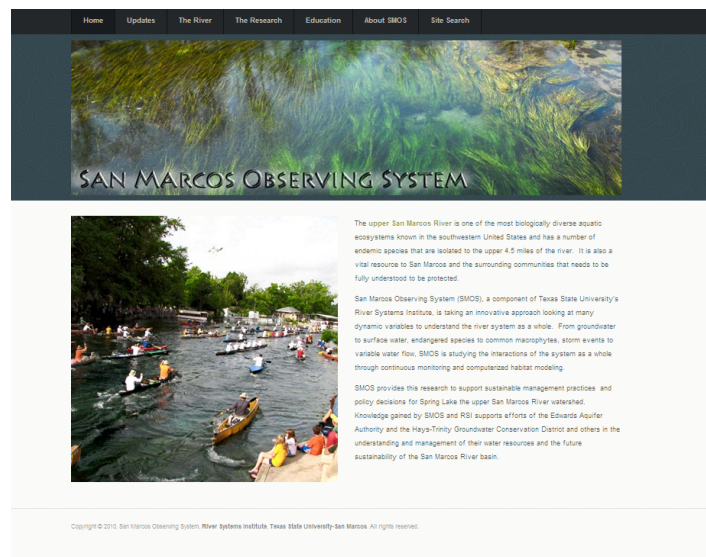 Home Updates The River The Research Education About SMOS Site Search
SAN MARCOS OBSERVING SYSTEM
The upper San Marcos River is one of the most biologically diverse aquatic
ecosystems known in the southwestern United States and has a number of
endemic species that are isolated to the upper 4.5 miles of the river. It is also a
vital resource to San Marcos and the surrounding communities that needs to be
fully understood to be protected.
San Marcos Observing System (SMOS), a component of Texas State University's
River Systems Institute, is taking an innovative approach looking at many
dynamic variables to understand the river system as a whole. From groundwater
to surface water, endangered species to common macrophytes, storm events to
variable water flow, SMOS is studying the interactions of the system as a whole
through continuous monitoring and computerized habitat modeling.
SMOS provides this research to support sustainable management practices and
policy decisions for Spring Lake the upper San Marcos River watershed.
Knowledge gained by SMOS and RSI supports efforts of the Edwards Aquifer
Authority and the Hays-Trinity Groundwater Conservation District and others in the
understanding and management of their water resources and the future
sustainability of the San Marcos River basin.
Copyright © 2010, San Marcos Observing System, River Systems Institute, Texas State University-San Marcos. All rights reserved.